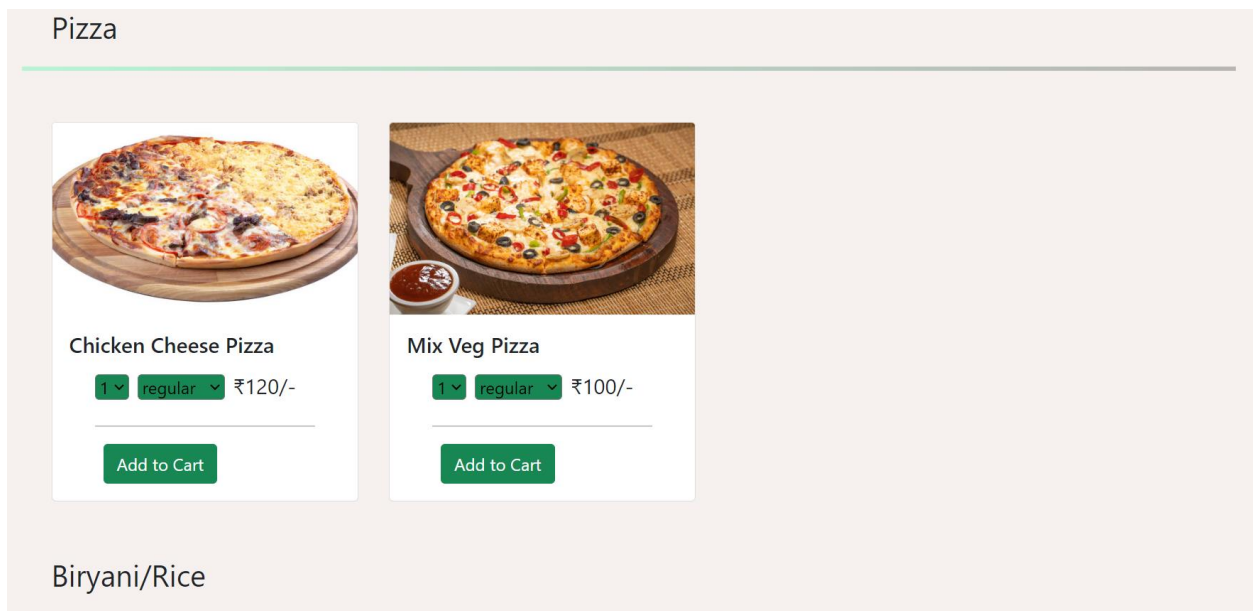 Pizza
Chicken Cheese Pizza
1 regular ₹120/-
Add to Cart
Mix Veg Pizza
1 regular ₹100/-
Add to Cart
Biryani/Rice